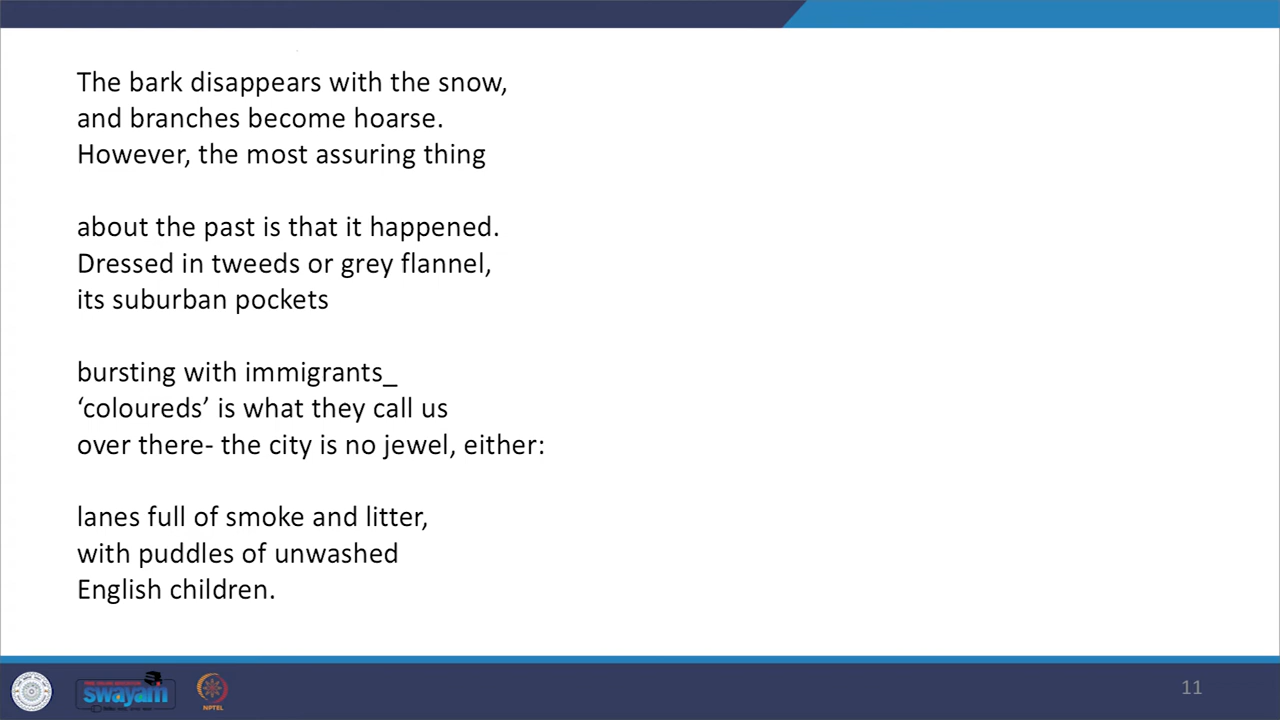 The bark disappears with the snow,
and branches become hoarse.
However, the most assuring thing
about the past is that it happened.
Dressed in tweeds or grey flannel,
its suburban pockets
bursting with immigrants_
‘coloureds’ is what they call us
over there- the city is no jewel, either:
lanes full of smoke and litter,
with puddles of unwashed
English children.
swayam
NPTEL
11